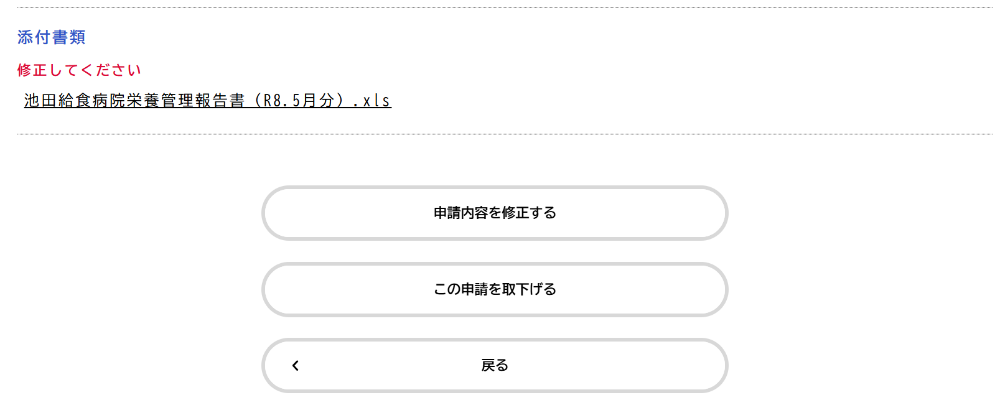 添付書類
修正してください
池田給食病院栄養管理報告書（R8.5月分）.xls
申請内容を修正する
この申請を取下げる
戻る